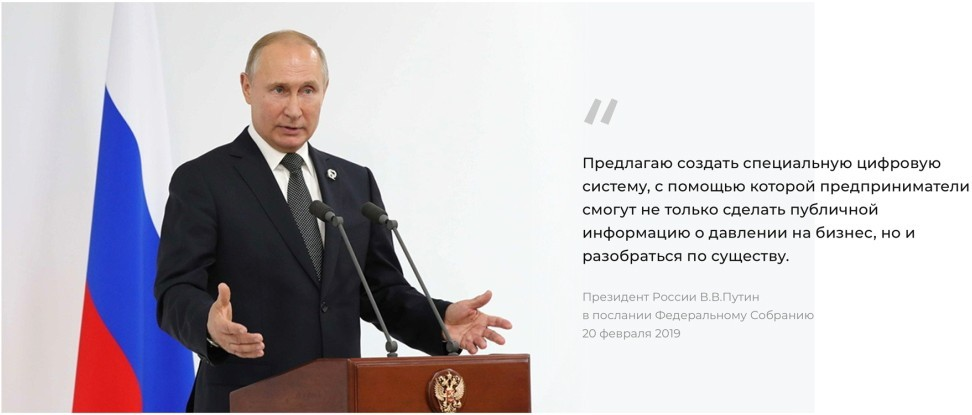 Предлагаю создать специальную цифровую
систему, с помощью которой предприниматели
смогут не только сделать публичной
информацию о давлении на бизнес, но и
разобраться по существу.
Президент России В.В.Путин
в послании Федеральному Собранию
20 февраля 2019